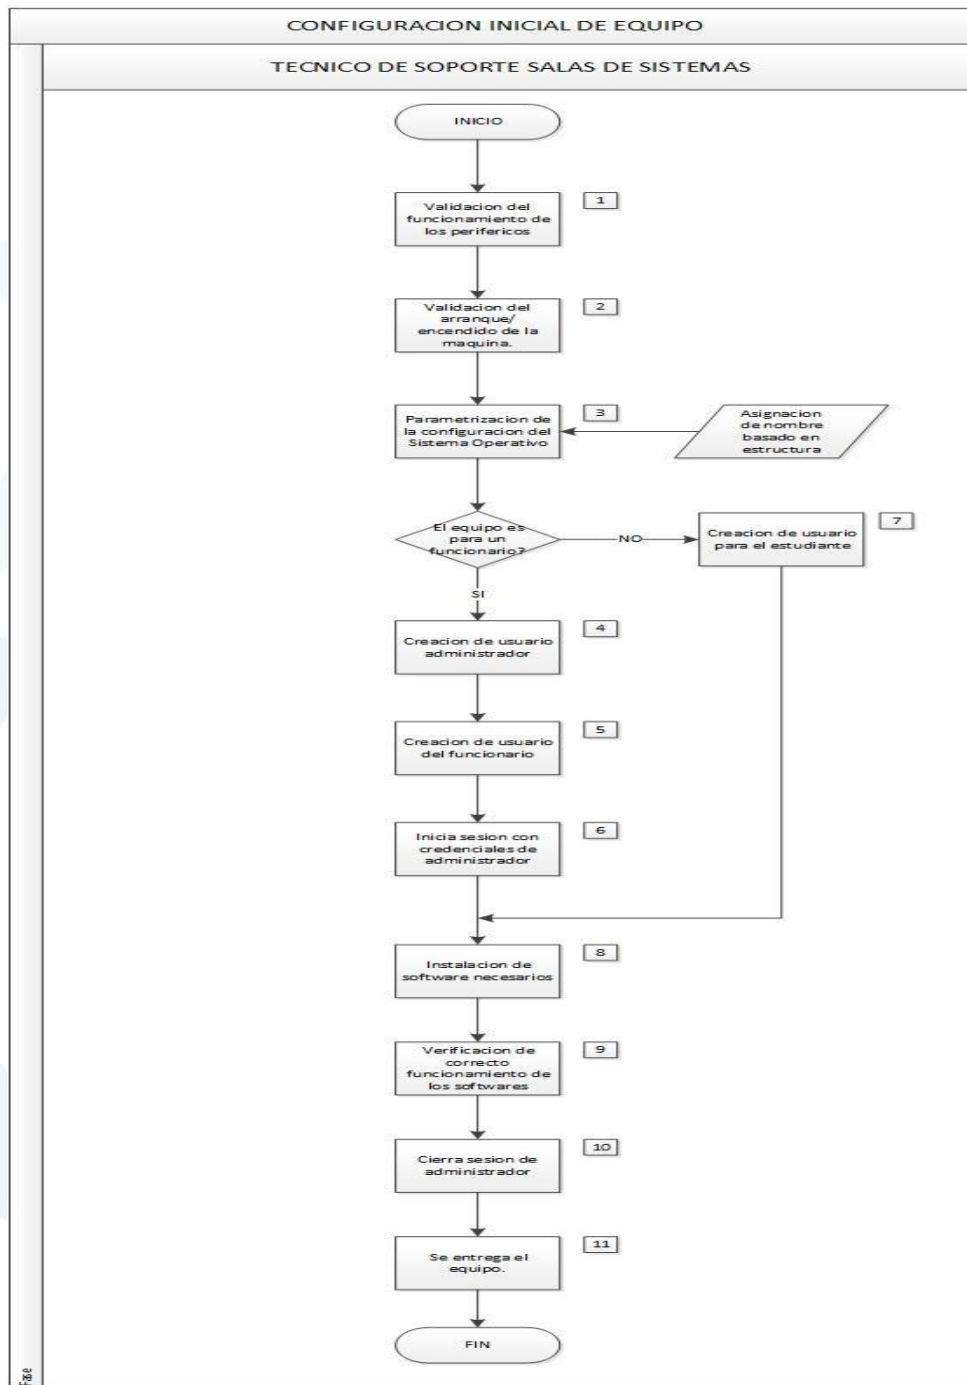 CONFIGURACION INICIAL DE EQUIPO
TECNICO DE SOPORTE SALAS DE SISTEMAS
INICIO
1
Validacion del
funcionamiento de
los perifericos
2
Validacion del
arranque/
encendido de la
maquina.
3
Parametrizacion de
la configuracion del
Sistema Operativo
Asignacion
de nombre
basado en
estructura
El equipo es
para un
funcionario?
NO
7
Creacion de usuario
para el estudiante
SI
4
Creacion de usuario
administrador
5
Creacion de usuario
del funcionario
6
Inicia sesion con
credenciales de
administrador
8
Instalacion de
software necesarios
9
Verificacion de
correcto
funcionamiento de
los softwares
10
Cierra sesion de
administrador
11
Se entrega el
equipo.
FIN
Fase